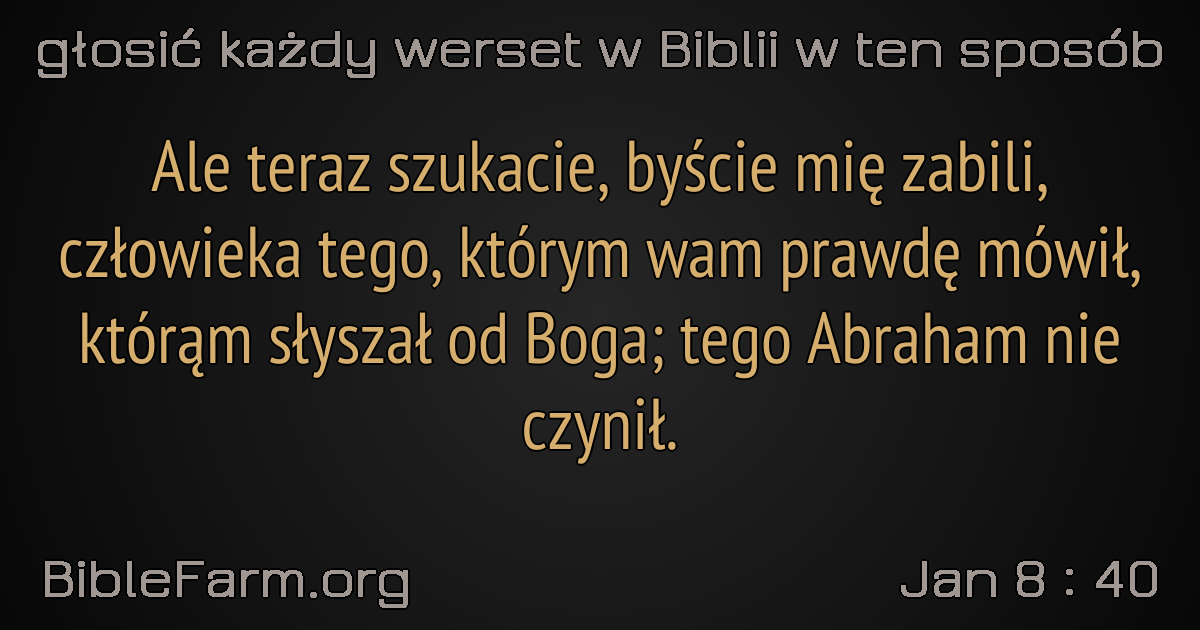 głosić każdy werset w Biblii w ten sposób
Ale teraz szukacie, byście mię zabili,
człowieka tego, którym wam prawdę mówił,
którąm słyszał od Boga; tego Abraham nie
czynił.
BibleFarm.org
Jan 8 : 40